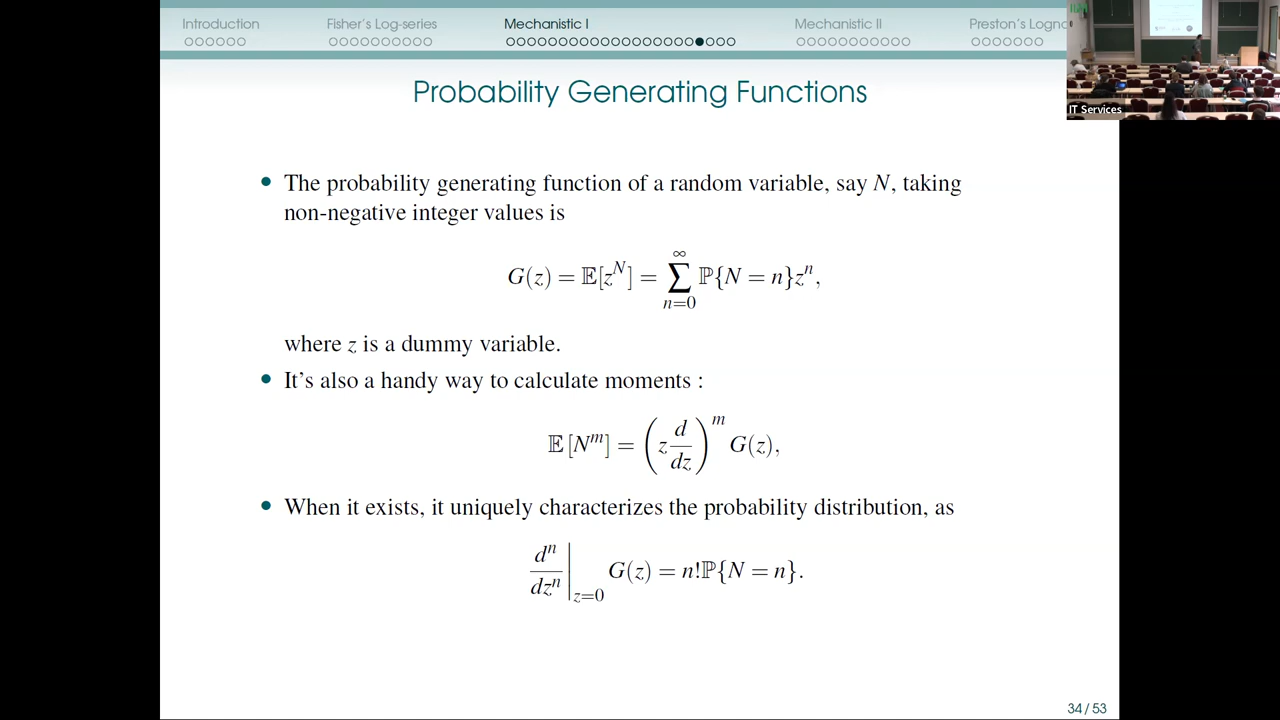 Introduction
Fisher's Log-series
Mechanistic I
Mechanistic II
Preston's Logno
Probability Generating Functions
• The probability generating function of a random variable, say N, taking
non-negative integer values is
G(z) = 𝔼[z^N] = ∑_{n=0}^{∞} ℙ{N = n}z^n,
where z is a dummy variable.
• It's also a handy way to calculate moments :
𝔼[N^m] = (z d/dz)^m G(z),
• When it exists, it uniquely characterizes the probability distribution, as
d^n/dz^n |_{z=0} G(z) = n!ℙ{N = n}.
34 / 53
IT Services